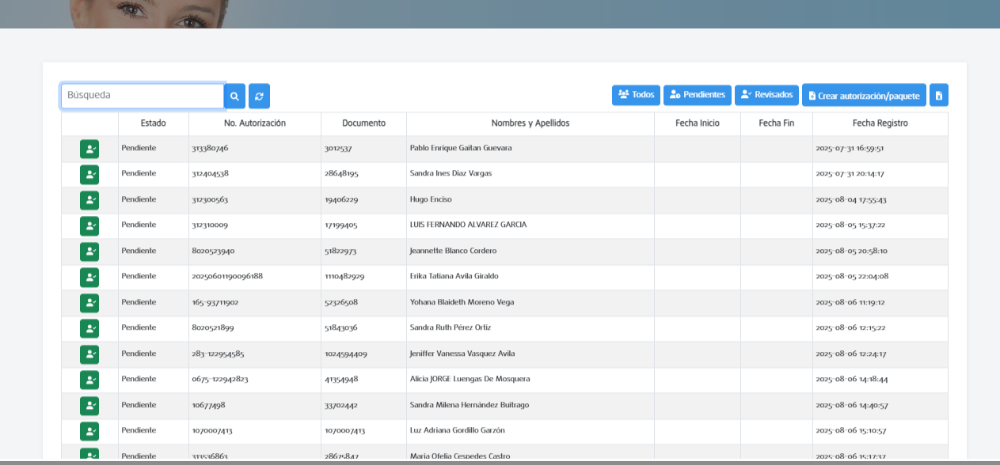 Búsqueda Todos Pendientes Revisados Crear autorización/paquete
Estado No. Autorización Documento Nombres y Apellidos Fecha Inicio Fecha Fin Fecha Registro
Pendiente 313380746 3012537 Pablo Enrique Gaitan Guevara 2025-07-31 16:59:51
Pendiente 312404538 28648195 Sandra Ines Diaz Vargas 2025-07-31 20:14:17
Pendiente 312300563 19406229 Hugo Enciso 2025-08-04 17:55:43
Pendiente 312310009 17199405 LUIS FERNANDO ALVAREZ GARCIA 2025-08-05 15:37:22
Pendiente 8020523940 51822973 Jeannette Blanco Cordero 2025-08-05 20:58:10
Pendiente 20250601190096188 1110482929 Erika Tatiana Avila Giraldo 2025-08-05 22:04:08
Pendiente 165-93711902 52326508 Yohana Blaideth Moreno Vega 2025-08-06 11:19:12
Pendiente 8020521899 51843036 Sandra Ruth Pérez Ortiz 2025-08-06 12:15:22
Pendiente 283-122954585 1024594409 Jeniffer Vanessa Vasquez Avila 2025-08-06 12:24:17
Pendiente 0675-122942823 41354948 Alicia JORGE Luengas De Mosquera 2025-08-06 14:18:44
Pendiente 10677498 33702442 Sandra Milena Hernández Buitrago 2025-08-06 14:40:57
Pendiente 1070007413 1070007413 Luz Adriana Gordillo Garzón 2025-08-06 15:10:57
Pendiente 313536863 28675847 Maria Ofelia Cespedes Castro 2025-08-06 15:17:37